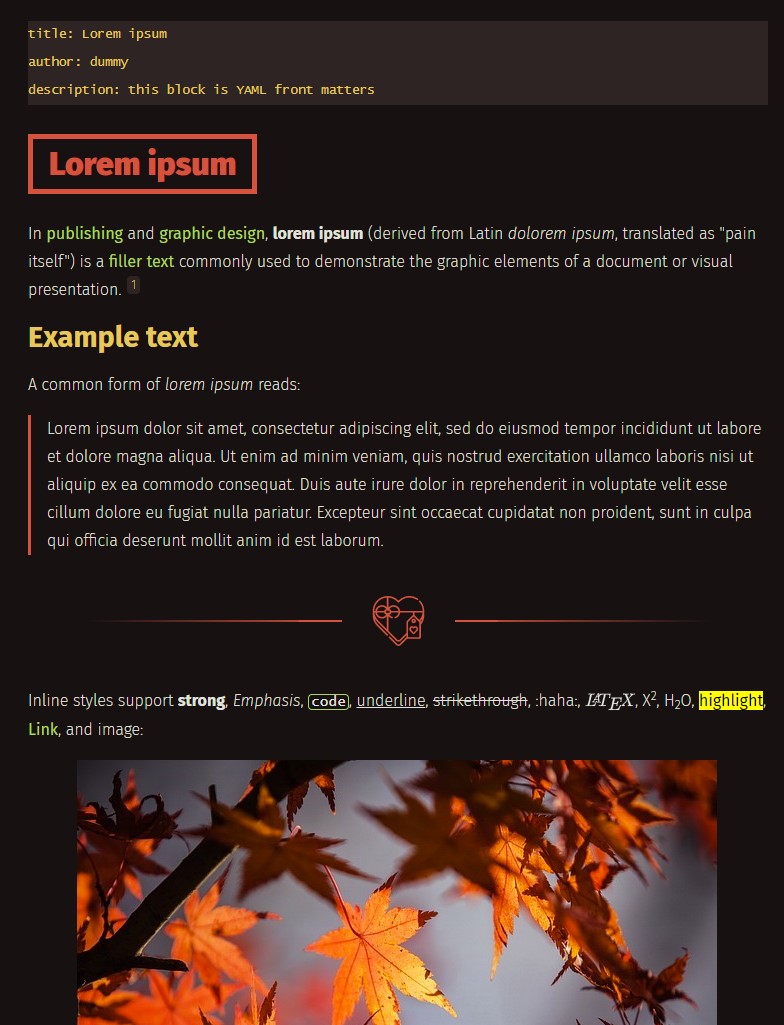 title: Lorem ipsum
author: dummy
description: this block is YAML front matters
Lorem ipsum
In publishing and graphic design, lorem ipsum (derived from Latin dolorem ipsum, translated as "pain
itself") is a filler text commonly used to demonstrate the graphic elements of a document or visual
presentation. 1
Example text
A common form of lorem ipsum reads:
Lorem ipsum dolor sit amet, consectetur adipiscing elit, sed do eiusmod tempor incididunt ut labore
et dolore magna aliqua. Ut enim ad minim veniam, quis nostrud exercitation ullamco laboris nisi ut
aliquip ex ea commodo consequat. Duis aute irure dolor in reprehenderit in voluptate velit esse
cillum dolore eu fugiat nulla pariatur. Excepteur sint occaecat cupidatat non proident, sunt in culpa
qui officia deserunt mollit anim id est laborum.
Inline styles support strong, Emphasis, code, underline, strikethrough, :haha:, LATEX, X², H₂O, highlight,
Link, and image: